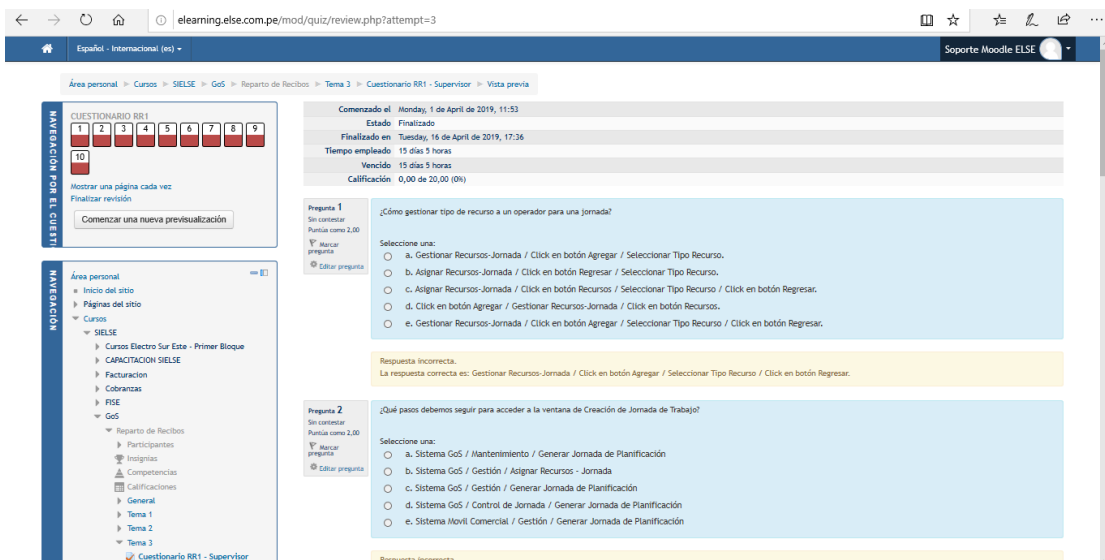 elearning.else.com.pe/mod/quiz/review.php?attempt=3
Español - Internacional (es)
Soporte Moodle ELSE
Área personal Cursos SIELSE GoS Reparto de Recibos Tema 3 Cuestionario RR1 - Supervisor Vista previa
NAVEGACIÓN POR EL CUESTI
CUESTIONARIO RR1
1 2 3 4 5 6 7 8 9
10
Mostrar una página cada vez
Finalizar revisión
Comenzar una nueva previsualización
NAVEGACIÓN
Área personal
Inicio del sitio
Páginas del sitio
Cursos
SIELSE
Cursos Electro Sur Este - Primer Bloque
CAPACITACION SIELSE
Facturacion
Cobranzas
FISE
GoS
Reparto de Recibos
Participantes
Insignias
Competencias
Calificaciones
General
Tema 1
Tema 2
Tema 3
Cuestionario RR1 - Supervisor
Comenzado el Monday, 1 de April de 2019, 11:53
Estado Finalizado
Finalizado en Tuesday, 16 de April de 2019, 17:36
Tiempo empleado 15 días 5 horas
Vencido 15 días 5 horas
Calificación 0,00 de 20,00 (0%)
Pregunta 1
Sin contestar
Puntúa como 2,00
Marcar
pregunta
Editar pregunta
¿Cómo gestionar tipo de recurso a un operador para una jornada?
Seleccione una:
a. Gestionar Recursos-Jornada / Click en botón Agregar / Seleccionar Tipo Recurso.
b. Asignar Recursos-Jornada / Click en botón Regresar / Seleccionar Tipo Recurso.
c. Asignar Recursos-Jornada / Click en botón Recursos / Seleccionar Tipo Recurso / Click en botón Regresar.
d. Click en botón Agregar / Gestionar Recursos-Jornada / Click en botón Recursos.
e. Gestionar Recursos-Jornada / Click en botón Agregar / Seleccionar Tipo Recurso / Click en botón Regresar.
Respuesta incorrecta.
La respuesta correcta es: Gestionar Recursos-Jornada / Click en botón Agregar / Seleccionar Tipo Recurso / Click en botón Regresar.
Pregunta 2
Sin contestar
Puntúa como 2,00
Marcar
pregunta
Editar pregunta
¿Qué pasos debemos seguir para acceder a la ventana de Creación de Jornada de Trabajo?
Seleccione una:
a. Sistema GoS / Mantenimiento / Generar Jornada de Planificación
b. Sistema GoS / Gestión / Asignar Recursos - Jornada
c. Sistema GoS / Gestión / Generar Jornada de Planificación
d. Sistema GoS / Control de Jornada / Generar Jornada de Planificación
e. Sistema Movil Comercial / Gestión / Generar Jornada de Planificación
Respuesta incorrecta.